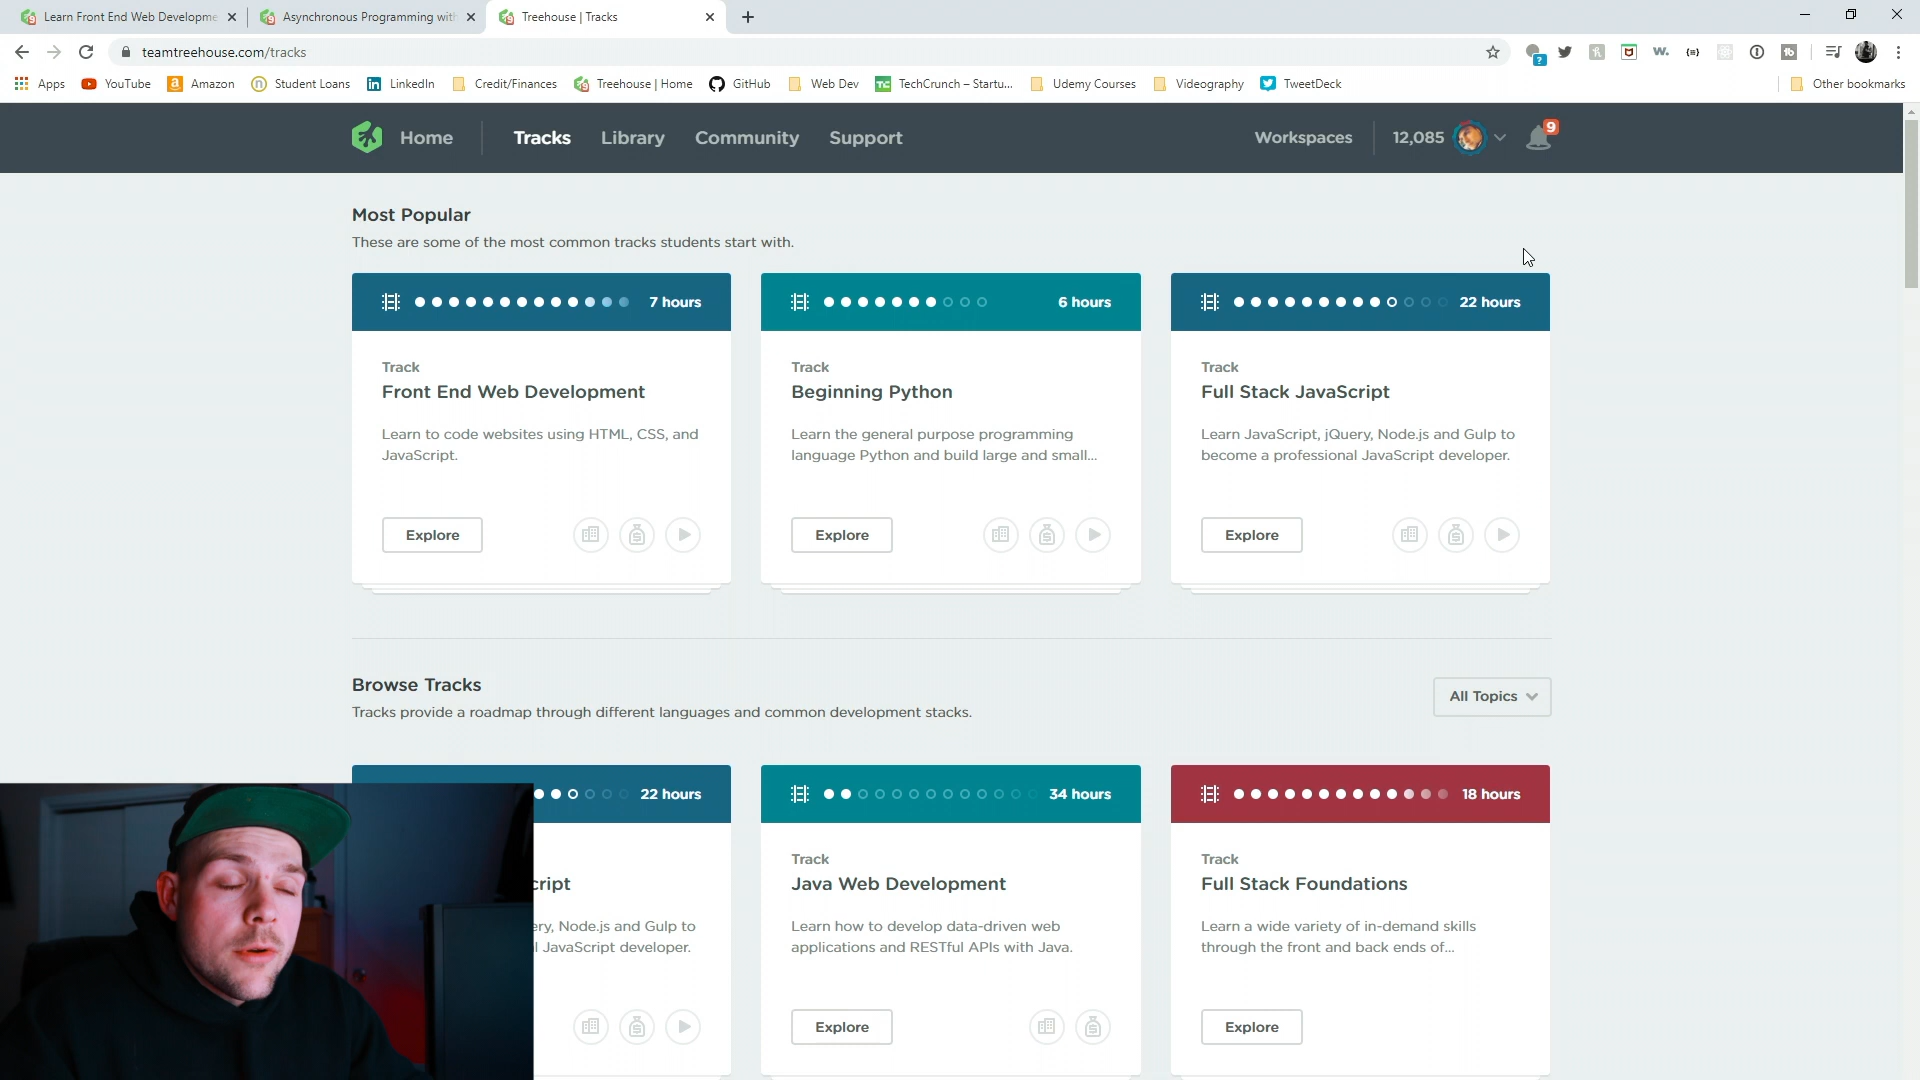 Learn Front End Web Developme
Asynchronous Programming with
Treehouse | Tracks
teamtreehouse.com/tracks
Apps
YouTube
Amazon
Student Loans
LinkedIn
Credit/Finances
Treehouse | Home
GitHub
Web Dev
TechCrunch – Startu...
Udemy Courses
Videography
TweetDeck
Other bookmarks
Home
Tracks
Library
Community
Support
Workspaces
12,085
9
Most Popular
These are some of the most common tracks students start with.
7 hours
Track
Front End Web Development
Learn to code websites using HTML, CSS, and
JavaScript.
Explore
6 hours
Track
Beginning Python
Learn the general purpose programming
language Python and build large and small...
Explore
22 hours
Track
Full Stack JavaScript
Learn JavaScript, jQuery, Node.js and Gulp to
become a professional JavaScript developer.
Explore
Browse Tracks
Tracks provide a roadmap through different languages and common development stacks.
All Topics
22 hours
cript
ery, Node.js and Gulp to
l JavaScript developer.
34 hours
Track
Java Web Development
Learn how to develop data-driven web
applications and RESTful APIs with Java.
Explore
18 hours
Track
Full Stack Foundations
Learn a wide variety of in-demand skills
through the front and back ends of...
Explore